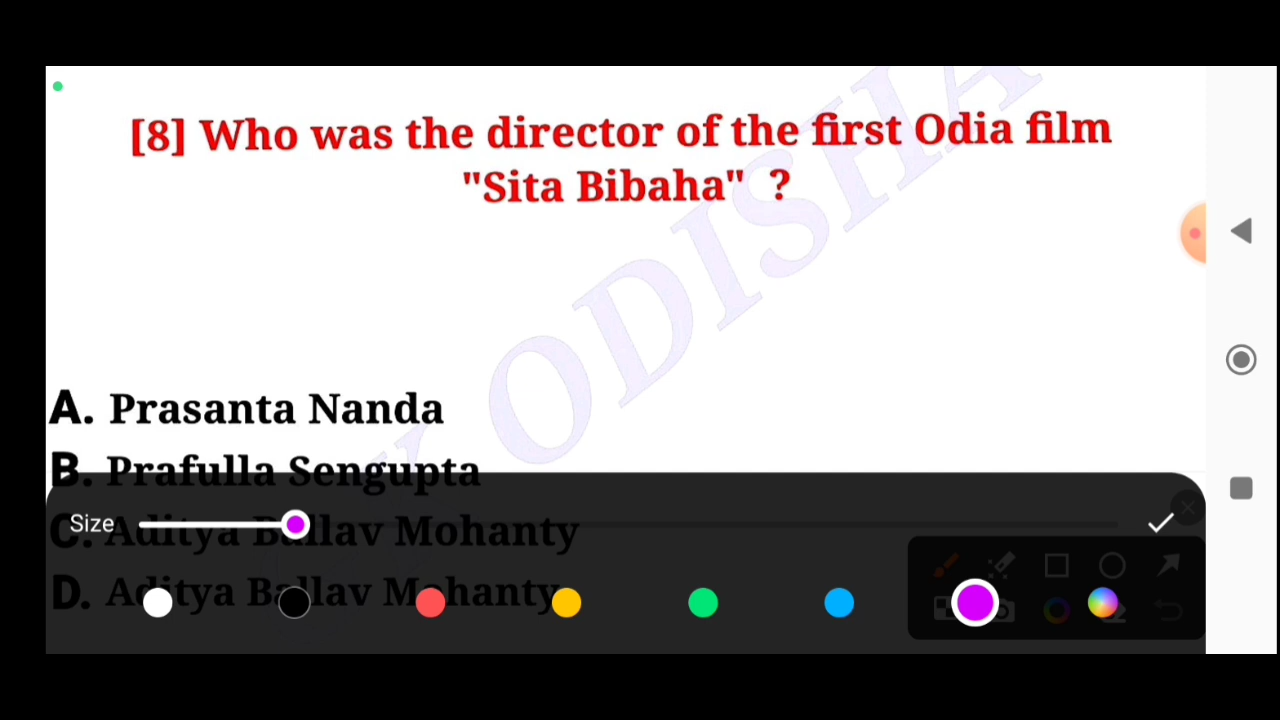 [8] Who was the director of the first Odia film
"Sita Bibaha" ?
ODISHA
A. Prasanta Nanda
B. Prafulla Sengupta
Size
C. Aditya Ballav Mohanty
D. Aditya Ballav Mohanty